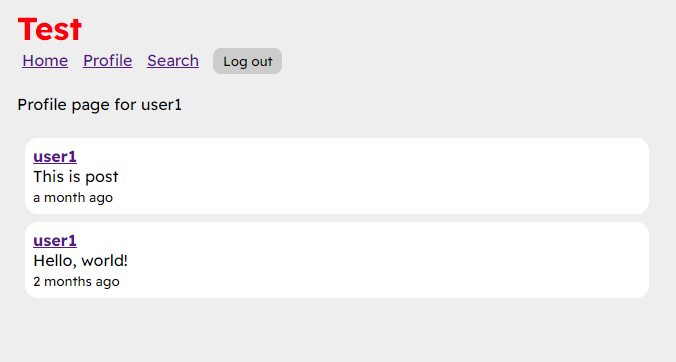 Test
Home Profile Search Log out
Profile page for user1
user1
This is post
a month ago
user1
Hello, world!
2 months ago